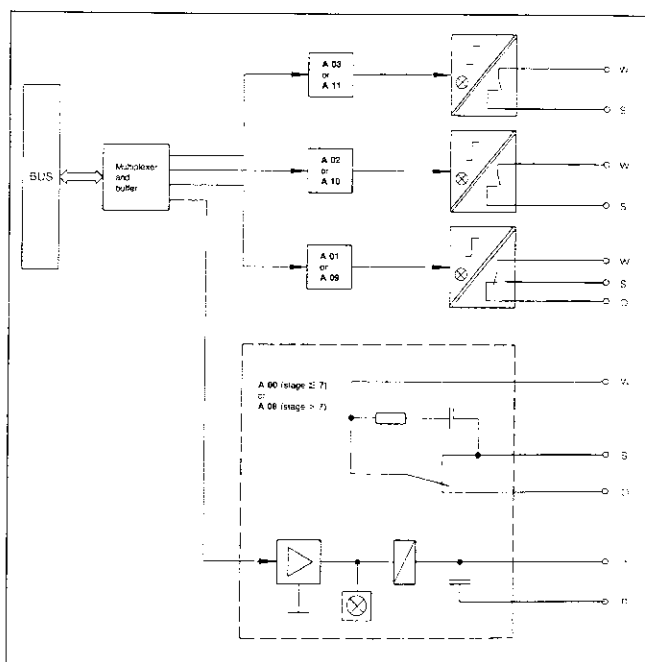 A 03
or
A 11
W
S
BUS
Multiplexer
and
buffer
A 02
or
A 10
W
S
A 01
or
A 09
W
S
O
A 00 (stage ≤ 7)
or
A 08 (stage > 7)
W
S
O